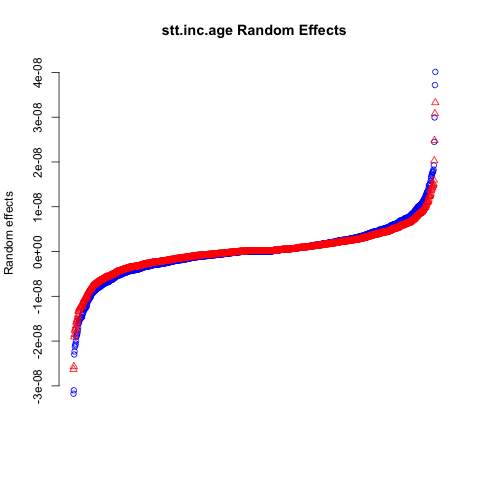 stt.inc.age Random Effects
Random effects
4e-08
3e-08
2e-08
1e-08
0e+00
-1e-08
-2e-08
-3e-08